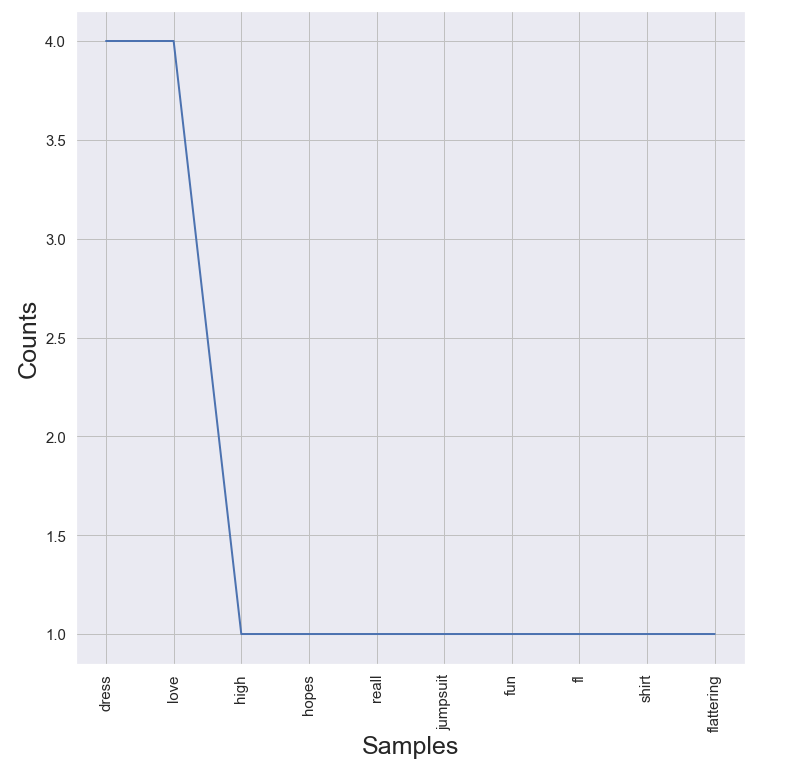 4.0
3.5
3.0
2.5
2.0
1.5
1.0
Counts
dress
love
high
hopes
reall
jumpsuit
fun
fl
shirt
flattering
Samples